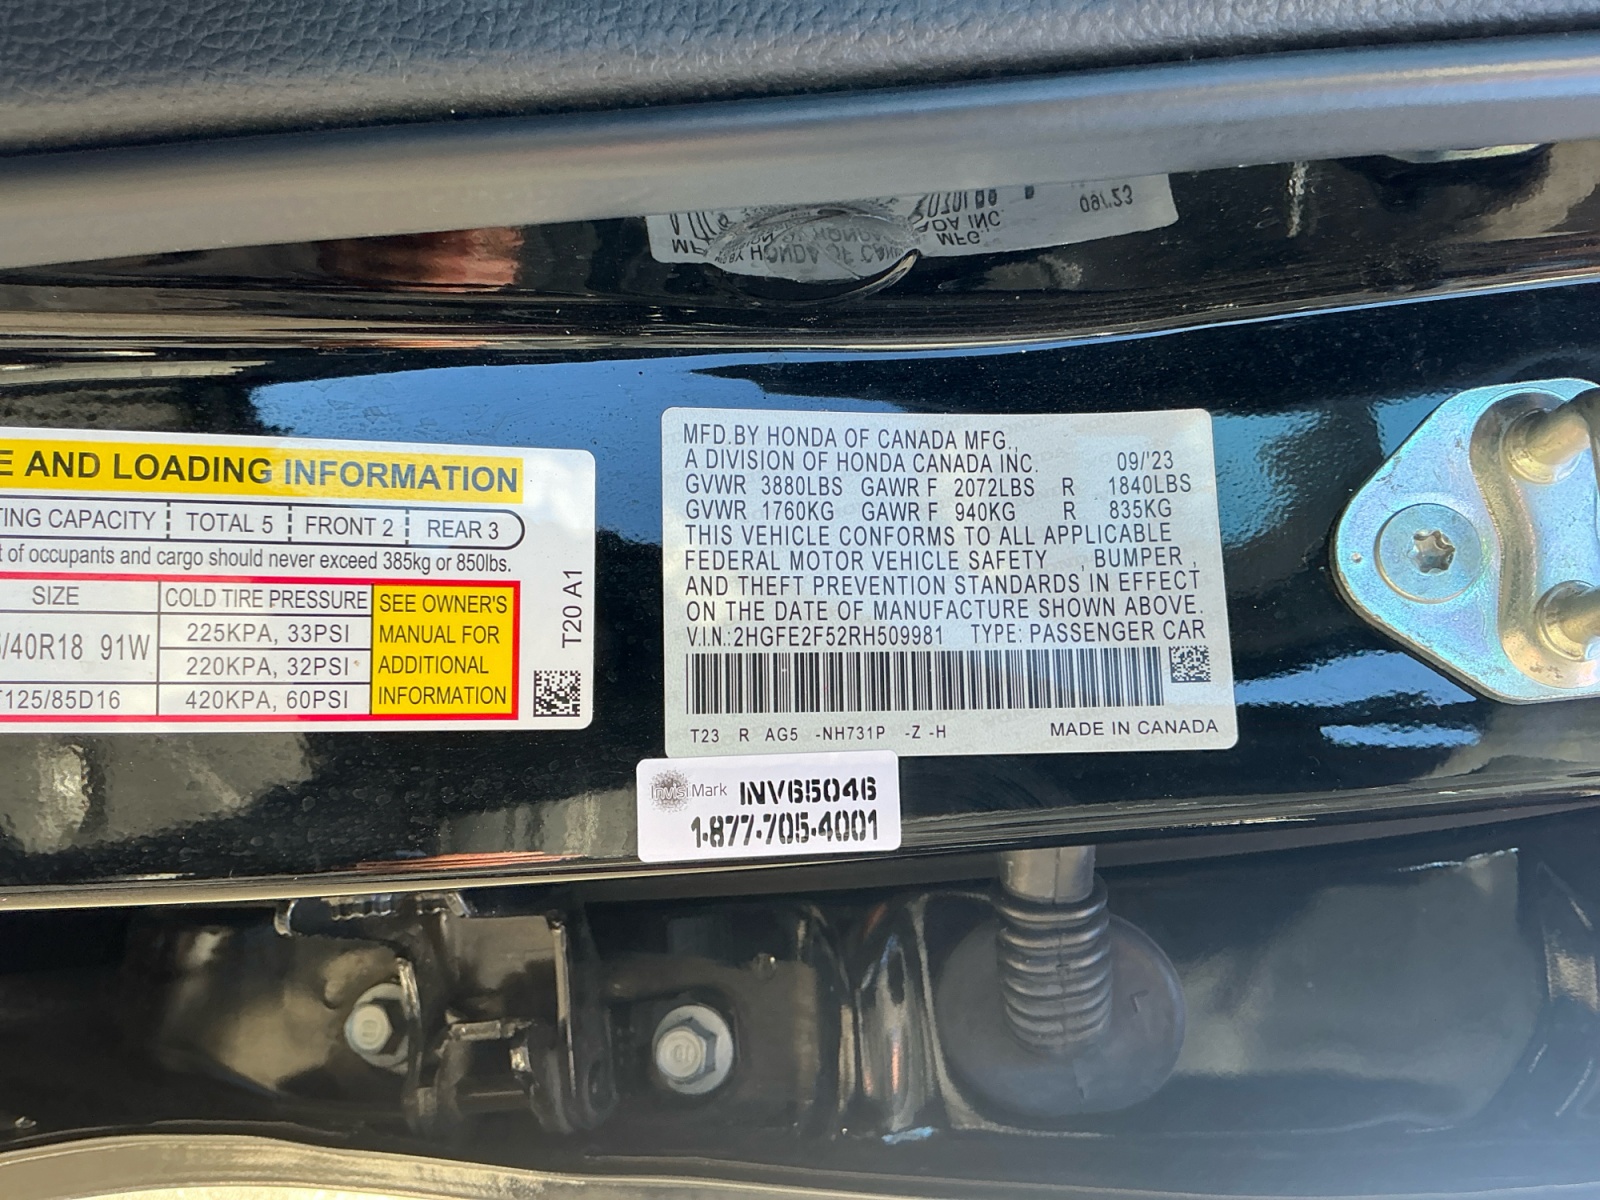 E AND LOADING INFORMATION
TING CAPACITY TOTAL 5 FRONT 2 REAR 3
t of occupants and cargo should never exceed 385kg or 850lbs.
SIZE COLD TIRE PRESSURE SEE OWNER'S MANUAL FOR ADDITIONAL INFORMATION
/40R18 91W 225KPA, 33PSI
220KPA, 32PSI
T125/85D16 420KPA, 60PSI
T20 A1
MFD.BY HONDA OF CANADA MFG.,
A DIVISION OF HONDA CANADA INC. 09/'23
GVWR 3880LBS GAWR F 2072LBS R 1840LBS
GVWR 1760KG GAWR F 940KG R 835KG
THIS VEHICLE CONFORMS TO ALL APPLICABLE
FEDERAL MOTOR VEHICLE SAFETY , BUMPER ,
AND THEFT PREVENTION STANDARDS IN EFFECT
ON THE DATE OF MANUFACTURE SHOWN ABOVE.
V.I.N.:2HGFE2F52RH509981 TYPE: PASSENGER CAR
T23 R AG5 -NH731P -Z -H MADE IN CANADA
InvisiMark INV65046
1-877-705-4001